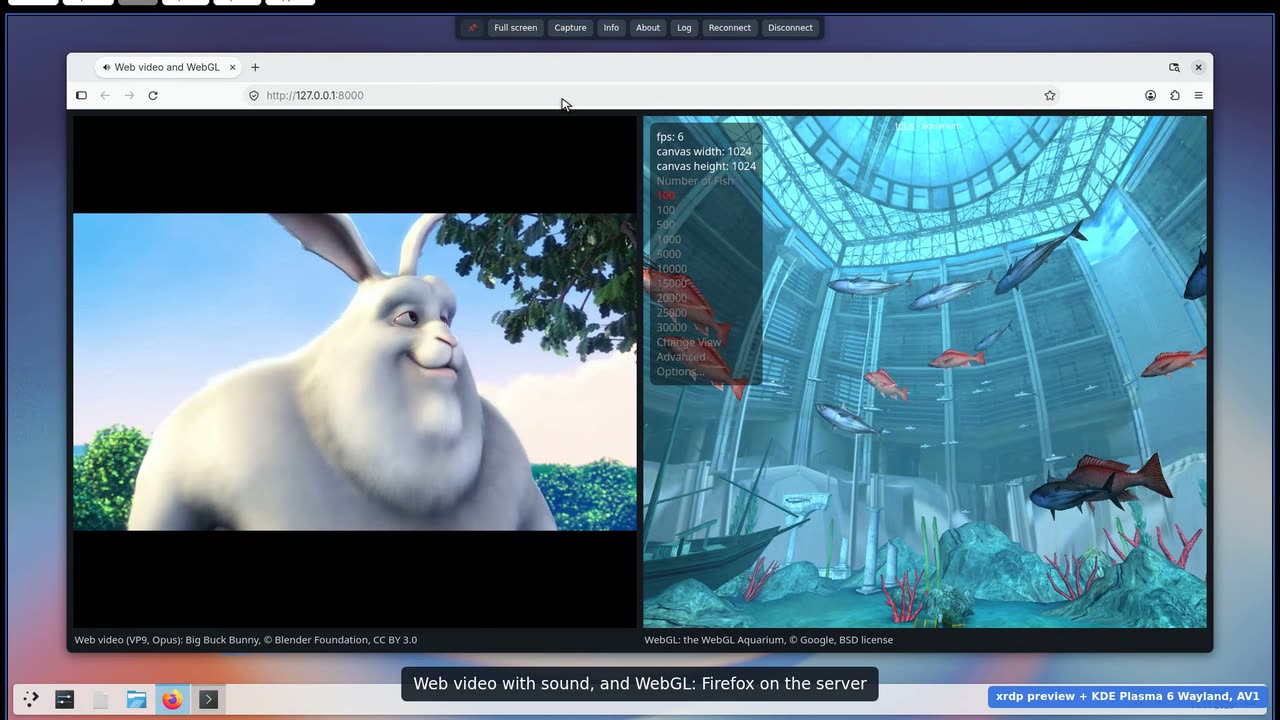 Full screen
Capture
Info
About
Log
Reconnect
Disconnect
Web video and WebGL
http://127.0.0.1:8000
fps: 6
canvas width: 1024
canvas height: 1024
Number of Fish
100
100
500
1000
5000
10000
15000
20000
25000
30000
Change View
Advanced
Options...
aquarium
Web video (VP9, Opus): Big Buck Bunny, © Blender Foundation, CC BY 3.0
WebGL: the WebGL Aquarium, © Google, BSD license
Web video with sound, and WebGL: Firefox on the server
xrdp preview + KDE Plasma 6 Wayland, AV1